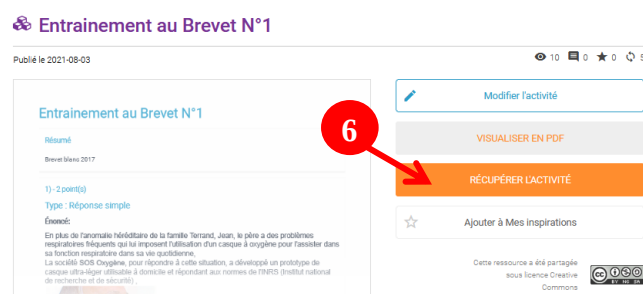 Entrainement au Brevet N°1
Publié le 2021-08-03
10 0 0 5
Entrainement au Brevet N°1
Résumé
Brevet blanc 2017
1) - 2 point(s)
Type : Réponse simple
Énoncé:
En plus de l'anomalie héréditaire de la famille Terrand, Jean, le père a des problèmes
respiratoires fréquents qui lui imposent l'utilisation d'un casque à oxygène pour l'assister dans
sa fonction respiratoire dans sa vie quotidienne,
La société SOS Oxygène, pour répondre à cette situation, a développé un prototype de
casque ultra-léger utilisable à domicile et répondant aux normes de l'INRS (Institut national
de recherche et de sécurité) .
6
Modifier l'activité
VISUALISER EN PDF
RÉCUPÉRER L'ACTIVITÉ
Ajouter à Mes inspirations
Cette ressource a été partagée
sous licence Creative
Commons
cc
BY NC SA